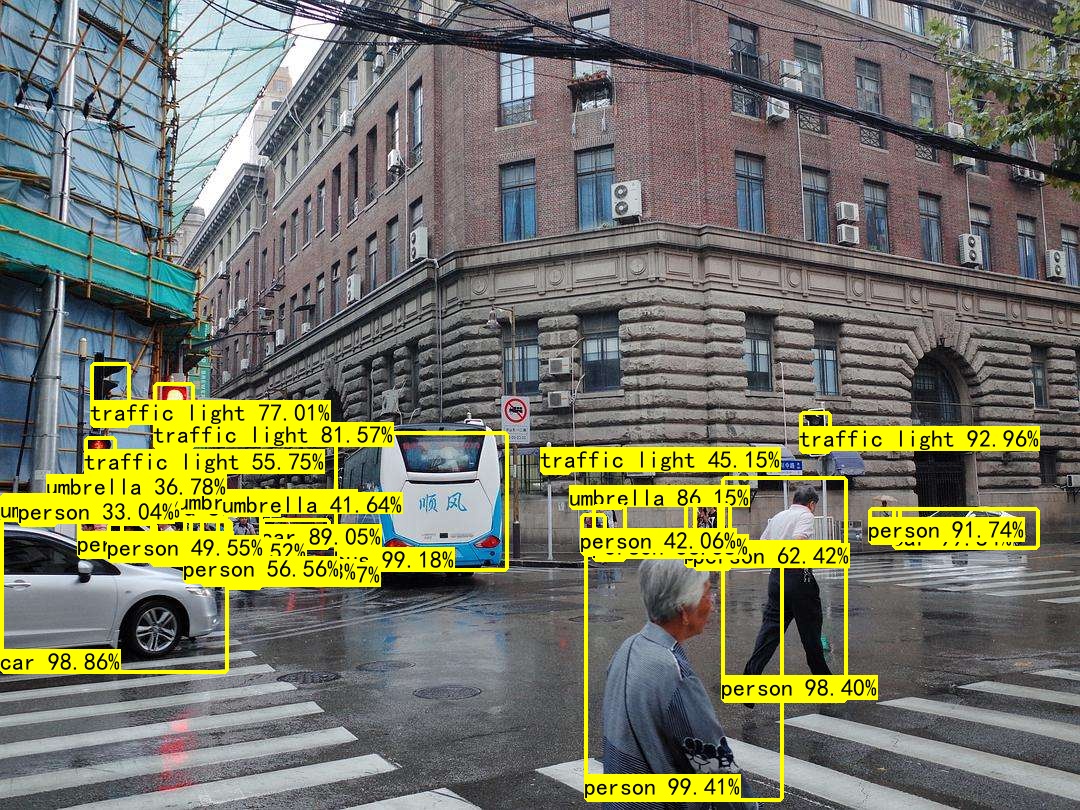 traffic light 77.01%
traffic light 81.57%
traffic light 92.96%
traffic light 55.75%
traffic light 45.15%
umbrella 36.78%
umbrella 41.64%
umbrella 86.15%
person 33.04%
顺风
person 91.74%
car 89.05%
person 49.55%
52%
person 42.06%
person 62.42%
99.18%
person 56.56%
car 98.86%
person 98.40%
person 99.41%